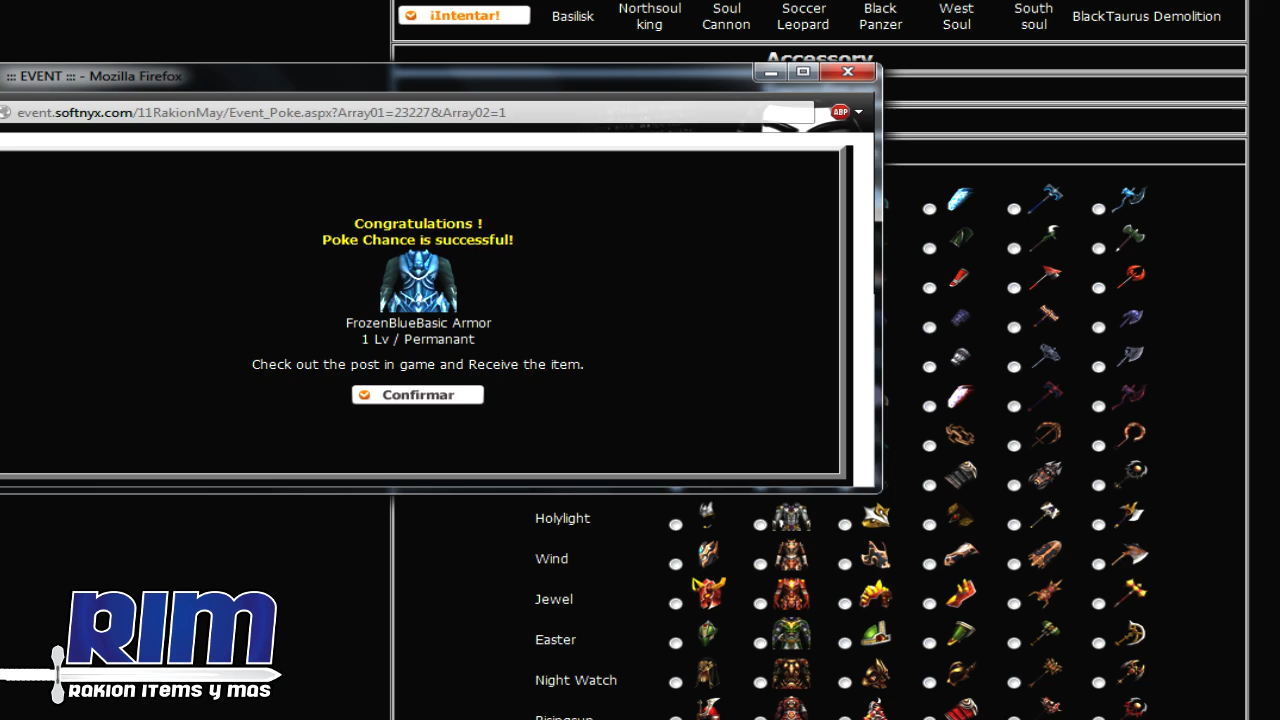 ¡Intentar!
Basilisk
Northsoul king
Soul Cannon
Soccer Leopard
Black Panzer
West Soul
South soul
BlackTaurus Demolition
Accessory
::: EVENT ::: - Mozilla Firefox
event.softnyx.com/11RakionMay/Event_Poke.aspx?Array01=23227&Array02=1
ABP
Congratulations !
Poke Chance is successful!
FrozenBlueBasic Armor
1 Lv / Permanant
Check out the post in game and Receive the item.
Confirmar
Holylight
Wind
Jewel
Easter
Night Watch
Risingsun
RIM
RAKION ITEMS Y MAS